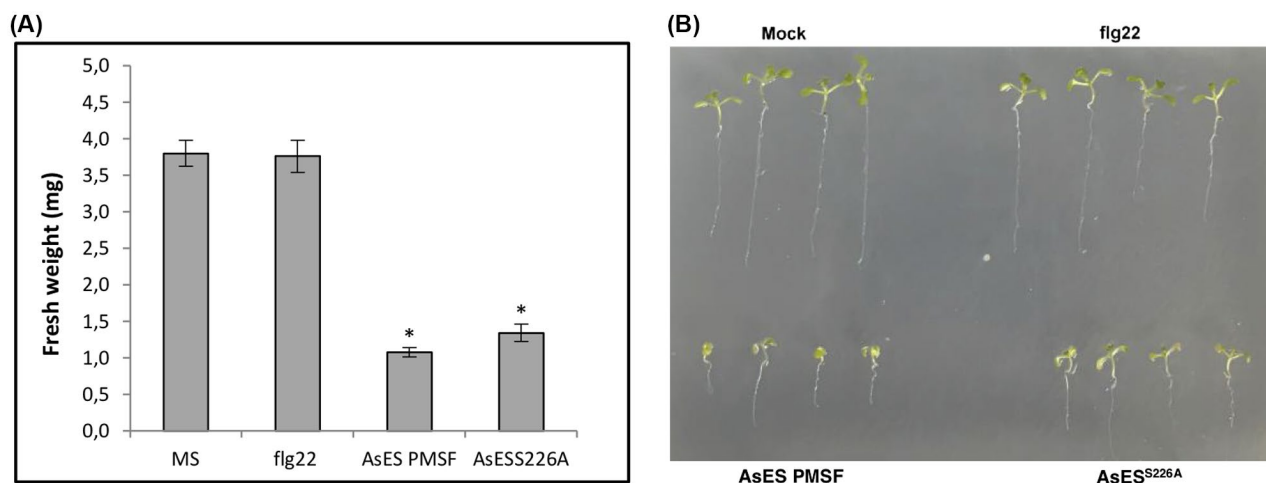 (A)
5,0
4,5
4,0
3,5
3,0
2,5
2,0
1,5
1,0
0,5
0,0
Fresh weight (mg)
* *
MS flg22 AsES PMSF AsESS226A
(B)
Mock flg22
AsES PMSF AsES^S226A